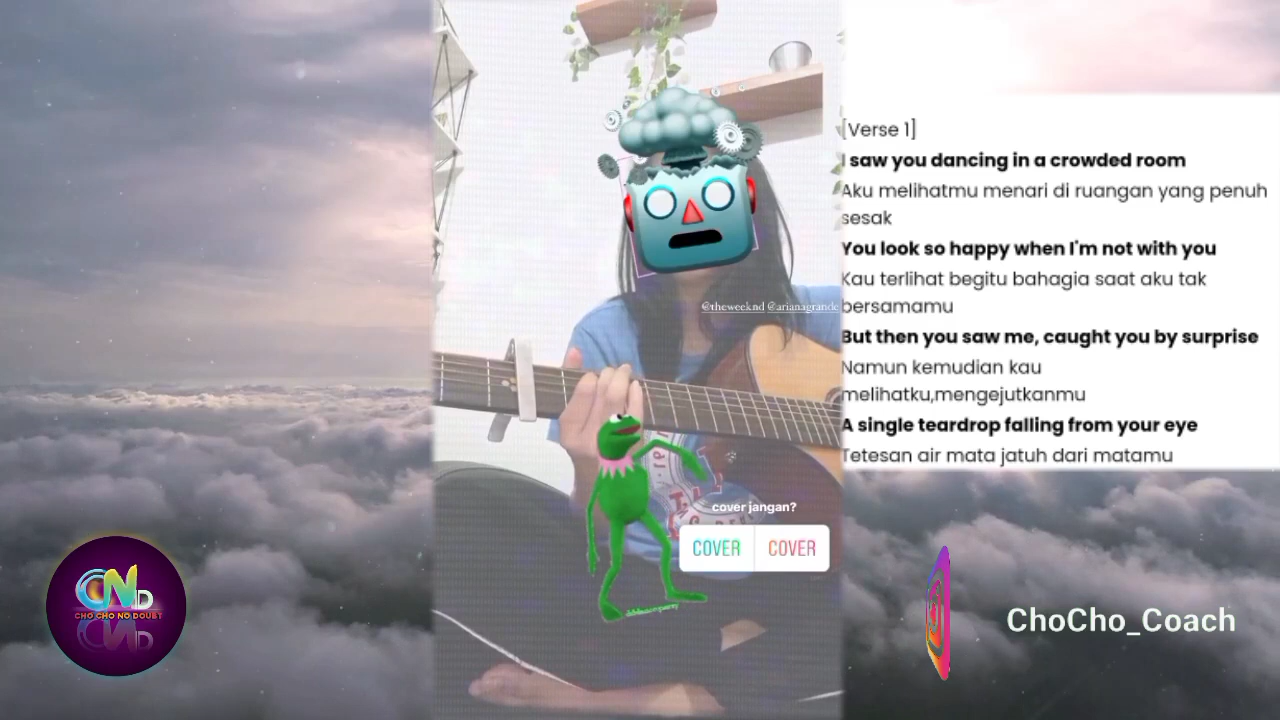 [Verse 1]
I saw you dancing in a crowded room
Aku melihatmu menari di ruangan yang penuh
sesak
You look so happy when I'm not with you
Kau terlihat begitu bahagia saat aku tak
bersamamu
But then you saw me, caught you by surprise
Namun kemudian kau
melihatku,mengejutkanmu
A single teardrop falling from your eye
Tetesan air mata jatuh dari matamu
@theweeknd @arianagrande
cover jangan?
COVER COVER
CND
CHO CHO NO DOUBT
ChoCho_Coach